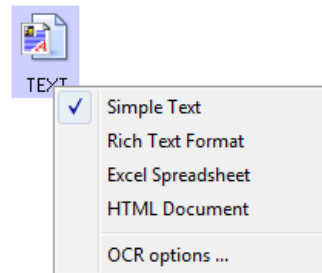 TEXT
Simple Text
Rich Text Format
Excel Spreadsheet
HTML Document
OCR options ...